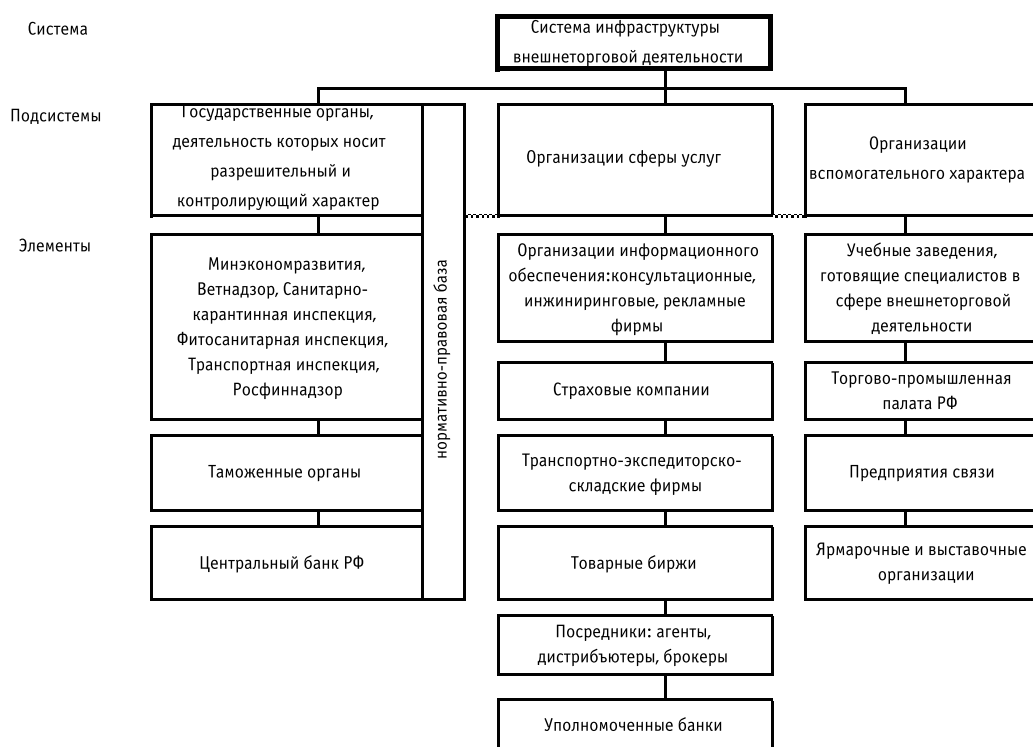 Система
Система инфраструктуры
внешнеторговой деятельности
Подсистемы
Государственные органы,
деятельность которых носит
разрешительный и
контролирующий характер
Организации сферы услуг
Организации
вспомогательного характера
Элементы
нормативно-правовая база
Минэкономразвития,
Ветнадзор, Санитарно-
карантинная инспекция,
Фитосанитарная инспекция,
Транспортная инспекция,
Росфиннадзор
Таможенные органы
Центральный банк РФ
Организации информационного
обеспечения:консультационные,
инжиниринговые, рекламные
фирмы
Страховые компании
Транспортно-экспедиторско-
складские фирмы
Товарные биржи
Посредники: агенты,
дистрибъютеры, брокеры
Уполномоченные банки
Учебные заведения,
готовящие специалистов в
сфере внешнеторговой
деятельности
Торгово-промышленная
палата РФ
Предприятия связи
Ярмарочные и выставочные
организации